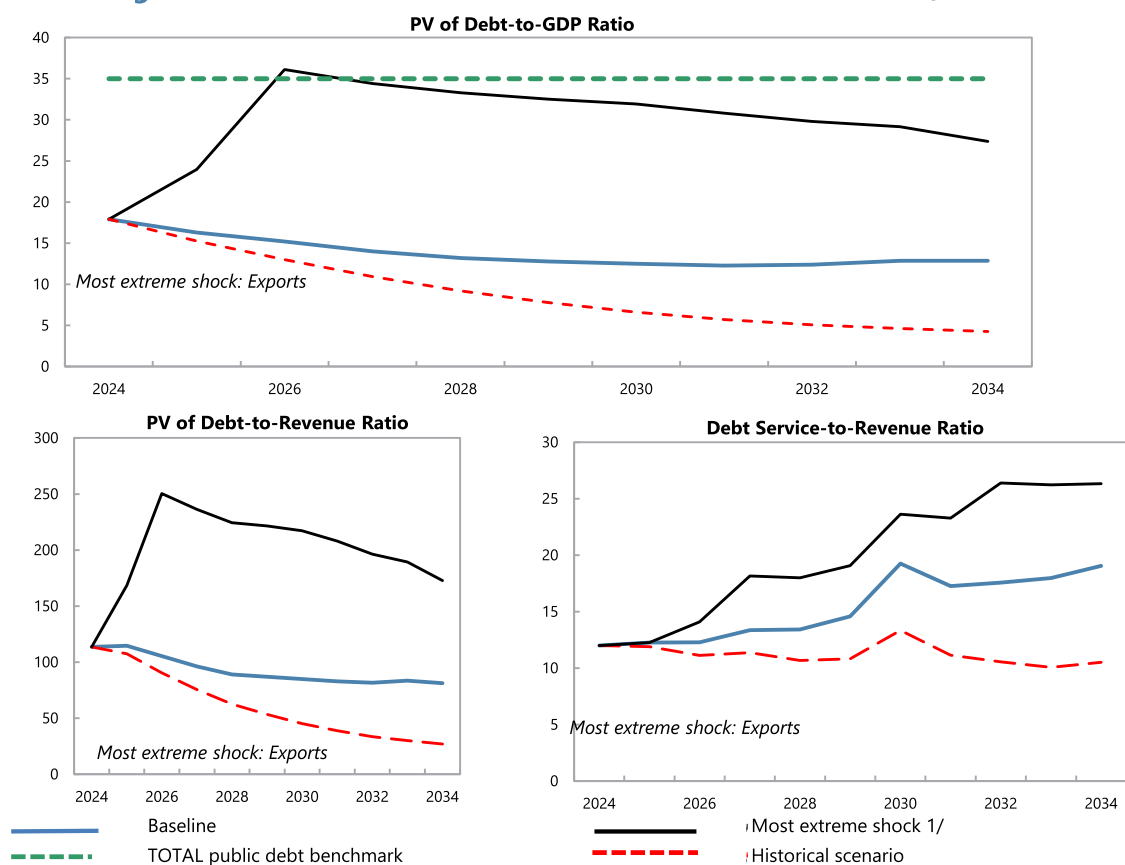 PV of Debt-to-GDP Ratio
40
35
30
25
20
15
10
5
0
Most extreme shock: Exports
2024 2026 2028 2030 2032 2034
PV of Debt-to-Revenue Ratio
300
250
200
150
100
50
0
Most extreme shock: Exports
2024 2026 2028 2030 2032 2034
Debt Service-to-Revenue Ratio
30
25
20
15
10
5
0
Most extreme shock: Exports
2024 2026 2028 2030 2032 2034
Baseline
Most extreme shock 1/
TOTAL public debt benchmark
Historical scenario